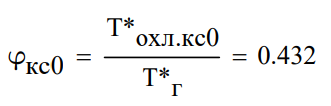 φкс0 = T*охл.кс0 / T*г = 0.432